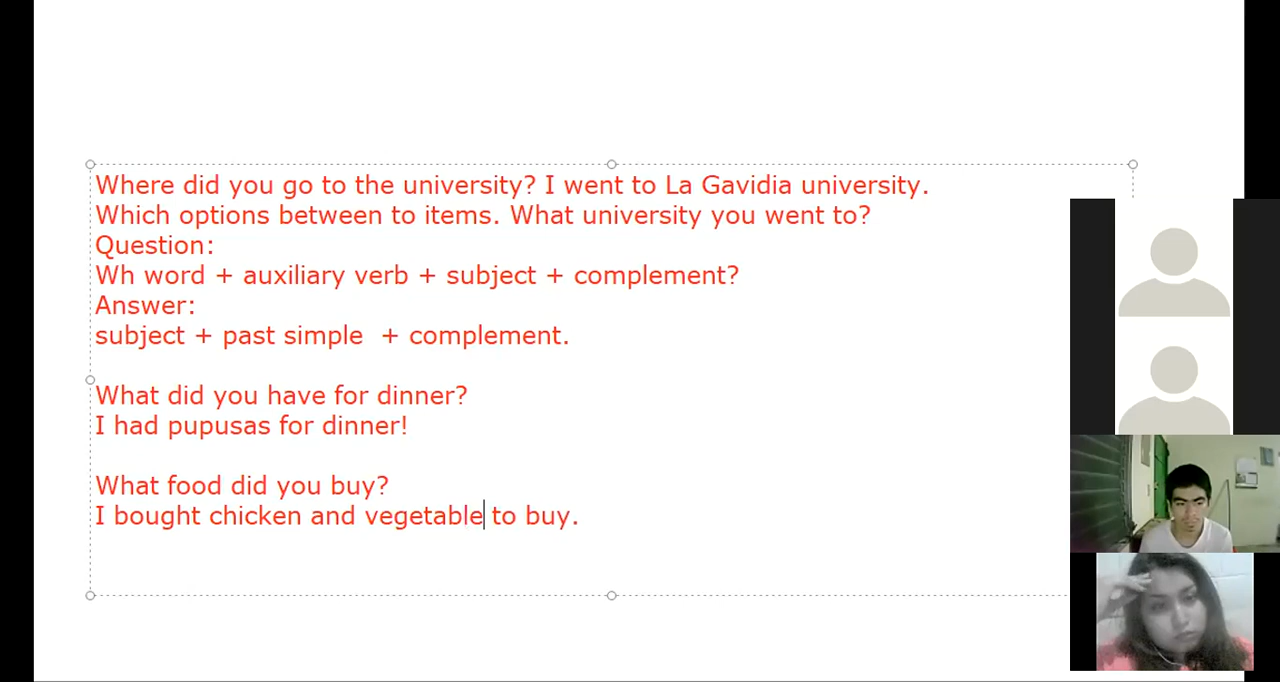 Where did you go to the university? I went to La Gavidia university.
Which options between to items. What university you went to?
Question:
Wh word + auxiliary verb + subject + complement?
Answer:
subject + past simple  + complement.
What did you have for dinner?
I had pupusas for dinner!
What food did you buy?
I bought chicken and vegetable to buy.